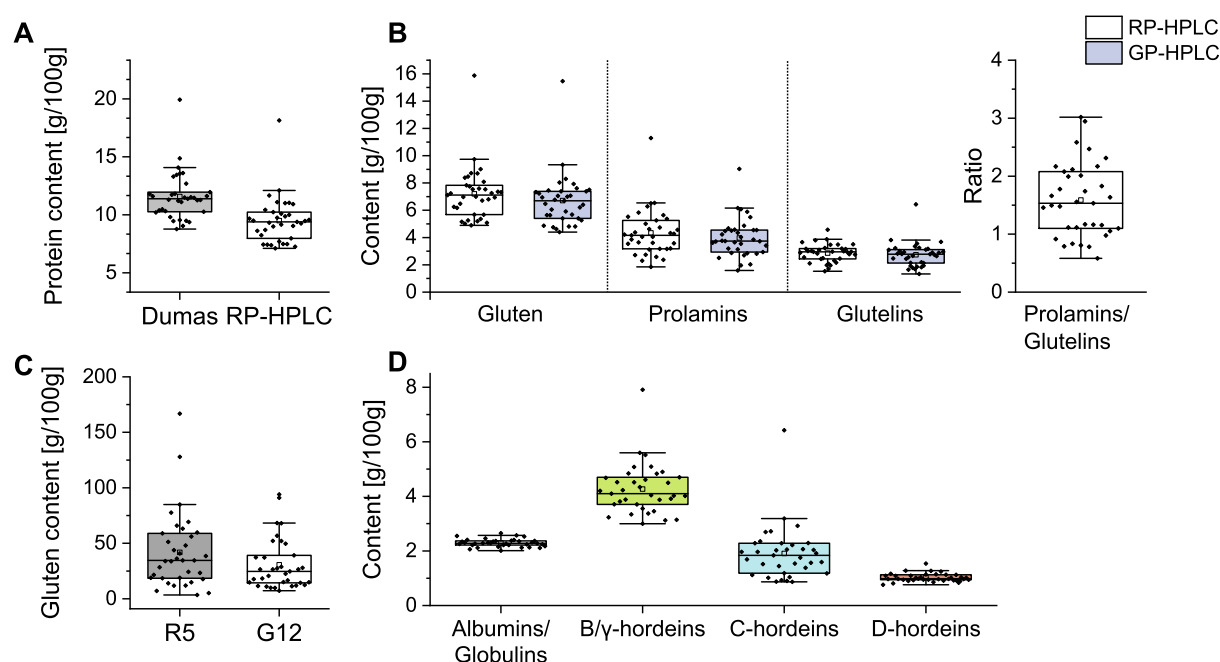 A
Protein content [g/100g]
20
15
10
5
Dumas RP-HPLC
B
Content [g/100g]
16
14
12
10
8
6
4
2
0
Gluten
Prolamins
Glutelins
RP-HPLC
GP-HPLC
Ratio
4
3
2
1
0
Prolamins/
Glutelins
C
Gluten content [g/100g]
200
150
100
50
0
R5
G12
D
Content [g/100g]
8
6
4
2
0
Albumins/
Globulins
B/γ-hordeins
C-hordeins
D-hordeins